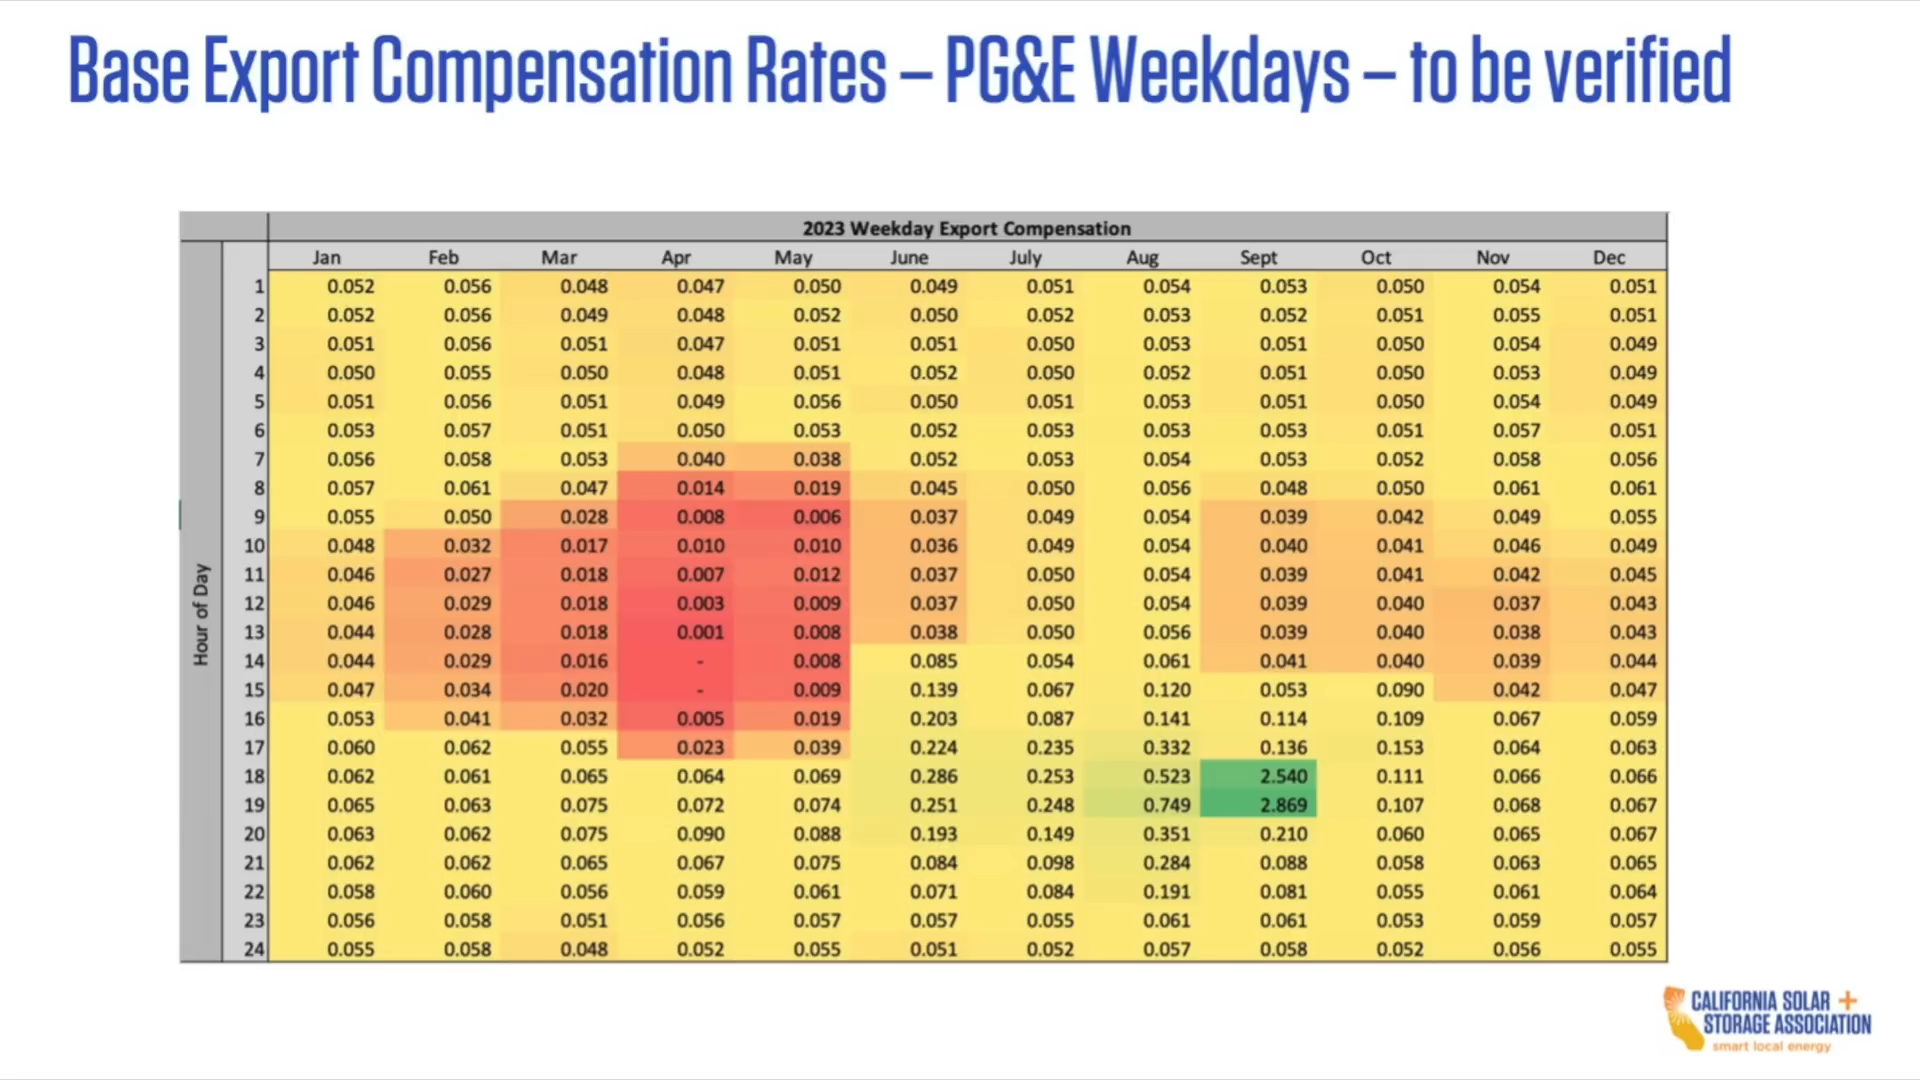 Base Export Compensation Rates – PG&E Weekdays – to be verified
2023 Weekday Export Compensation
Jan Feb Mar Apr May June July Aug Sept Oct Nov Dec
Hour of Day
1 0.052 0.056 0.048 0.047 0.050 0.049 0.051 0.054 0.053 0.050 0.054 0.051
2 0.052 0.056 0.049 0.048 0.052 0.050 0.052 0.053 0.052 0.051 0.055 0.051
3 0.051 0.056 0.051 0.047 0.051 0.051 0.050 0.053 0.051 0.050 0.054 0.049
4 0.050 0.055 0.050 0.048 0.051 0.052 0.050 0.052 0.051 0.050 0.053 0.049
5 0.051 0.056 0.051 0.049 0.056 0.050 0.051 0.053 0.051 0.050 0.054 0.049
6 0.053 0.057 0.051 0.050 0.053 0.052 0.053 0.053 0.053 0.051 0.057 0.051
7 0.056 0.058 0.053 0.040 0.038 0.052 0.053 0.054 0.053 0.052 0.058 0.056
8 0.057 0.061 0.047 0.014 0.019 0.045 0.050 0.056 0.048 0.050 0.061 0.061
9 0.055 0.050 0.028 0.008 0.006 0.037 0.049 0.054 0.039 0.042 0.049 0.055
10 0.048 0.032 0.017 0.010 0.010 0.036 0.049 0.054 0.040 0.041 0.046 0.049
11 0.046 0.027 0.018 0.007 0.012 0.037 0.050 0.054 0.039 0.041 0.042 0.045
12 0.046 0.029 0.018 0.003 0.009 0.037 0.050 0.054 0.039 0.040 0.037 0.043
13 0.044 0.028 0.018 0.001 0.008 0.038 0.050 0.056 0.039 0.040 0.038 0.043
14 0.044 0.029 0.016 - 0.008 0.085 0.054 0.061 0.041 0.040 0.039 0.044
15 0.047 0.034 0.020 - 0.009 0.139 0.067 0.120 0.053 0.090 0.042 0.047
16 0.053 0.041 0.032 0.005 0.019 0.203 0.087 0.141 0.114 0.109 0.067 0.059
17 0.060 0.062 0.055 0.023 0.039 0.224 0.235 0.332 0.136 0.153 0.064 0.063
18 0.062 0.061 0.065 0.064 0.069 0.286 0.253 0.523 2.540 0.111 0.066 0.066
19 0.065 0.063 0.075 0.072 0.074 0.251 0.248 0.749 2.869 0.107 0.068 0.067
20 0.063 0.062 0.075 0.090 0.088 0.193 0.149 0.351 0.210 0.060 0.065 0.067
21 0.062 0.062 0.065 0.067 0.075 0.084 0.098 0.284 0.088 0.058 0.063 0.065
22 0.058 0.060 0.056 0.059 0.061 0.071 0.084 0.191 0.081 0.055 0.061 0.064
23 0.056 0.058 0.051 0.056 0.057 0.057 0.055 0.061 0.061 0.053 0.059 0.057
24 0.055 0.058 0.048 0.052 0.055 0.051 0.052 0.057 0.058 0.052 0.056 0.055
CALIFORNIA SOLAR +
STORAGE ASSOCIATION
smart local energy